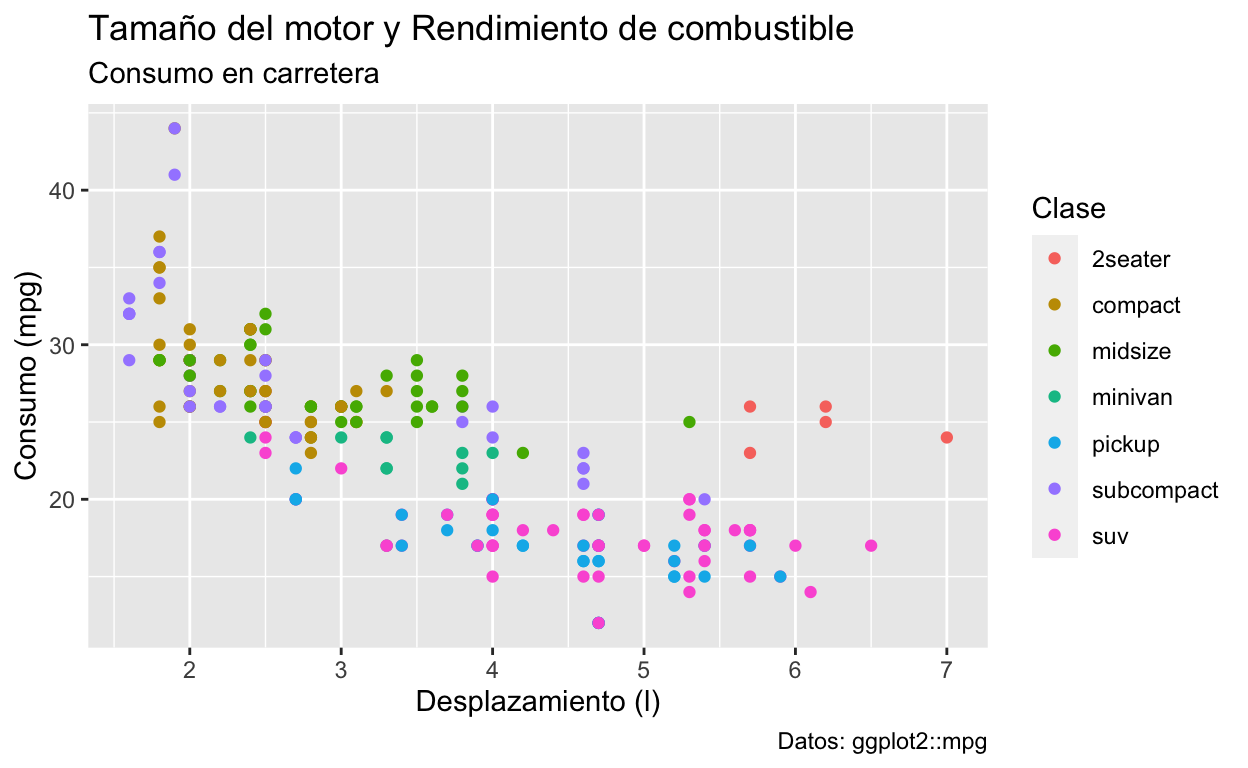 Tamaño del motor y Rendimiento de combustible
Consumo en carretera
Consumo (mpg)
40
30
20
2 3 4 5 6 7
Desplazamiento (l)
Clase
2seater
compact
midsize
minivan
pickup
subcompact
suv
Datos: ggplot2::mpg